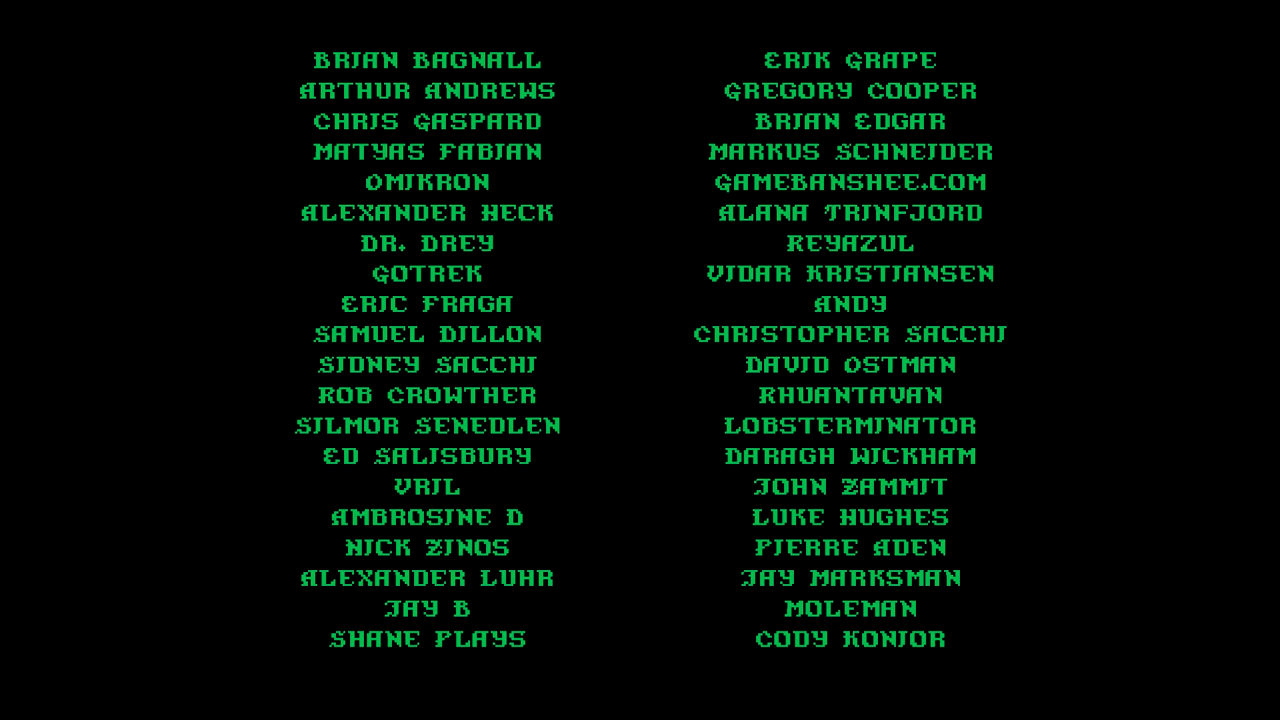 BRIAN BAGNALL
ARTHUR ANDREWS
CHRIS GASPARD
MATYAS FABIAN
OMIKRON
ALEXANDER HECK
DR. DREY
GOTREK
ERIC FRAGA
SAMUEL DILLON
SIDNEY SACCHI
ROB CROWTHER
SILMOR SENEDLEN
ED SALISBURY
VRIL
AMBROSINE D
NICK ZINOS
ALEXANDER LUHR
JAY B
SHANE PLAYS
ERIK GRAPE
GREGORY COOPER
BRIAN EDGAR
MARKUS SCHNEIDER
GAMEBANSHEE.COM
ALANA TRINFJORD
REYAZUL
VIDAR KRISTIANSEN
ANDY
CHRISTOPHER SACCHI
DAVID OSTMAN
RHUANTAVAN
LOBSTERMINATOR
DARAGH WICKHAM
JOHN ZAMMIT
LUKE HUGHES
PIERRE ADEN
JAY MARKSMAN
MOLEMAN
CODY KONIOR